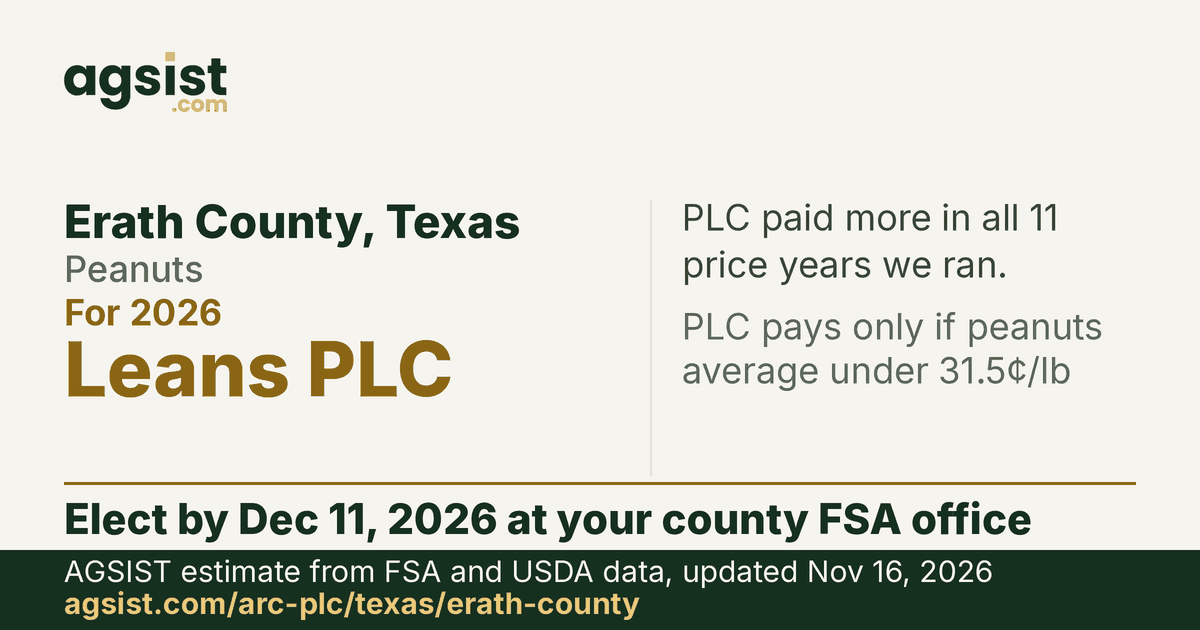 agsist
.com
Erath County, Texas
Peanuts
For 2026
Leans PLC
PLC paid more in all 11
price years we ran.
PLC pays only if peanuts
average under 31.5¢/lb
Elect by Dec 11, 2026 at your county FSA office
AGSIST estimate from FSA and USDA data, updated Nov 16, 2026
agsist.com/arc-plc/texas/erath-county